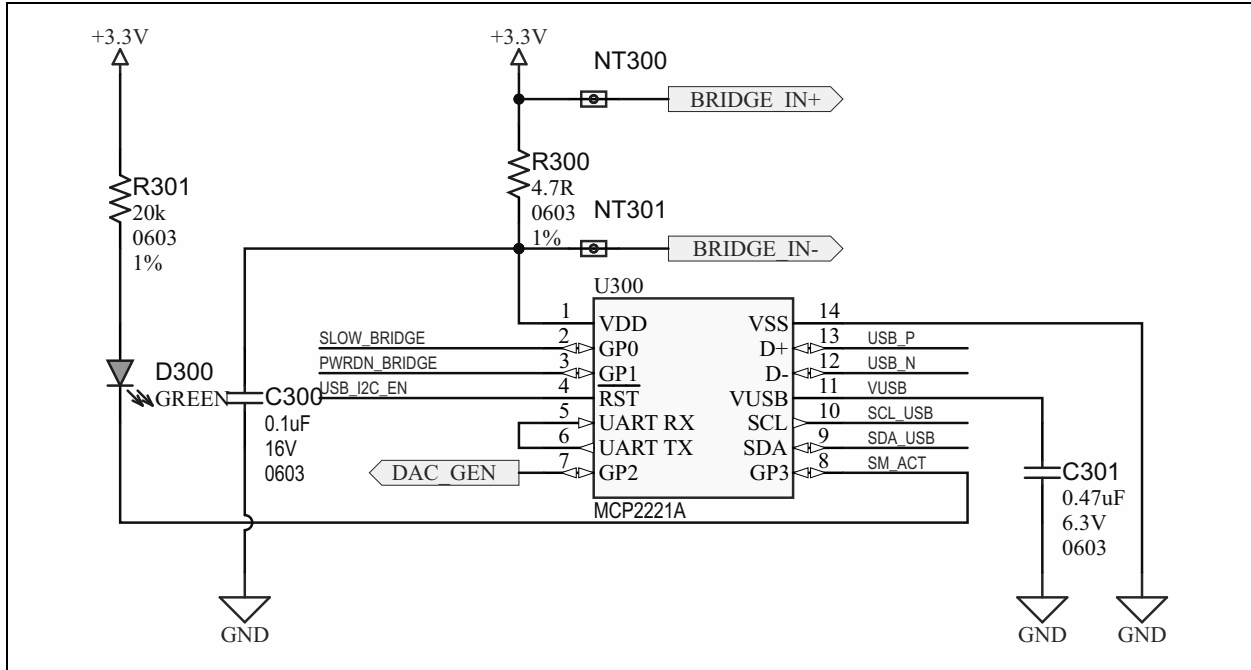 +3.3V
+3.3V
NT300
BRIDGE_IN+
R301
20k
0603
1%
R300
4.7R
0603
1%
NT301
BRIDGE_IN-
U300
1
VDD
VSS
14
SLOW_BRIDGE
2
GP0
D+
13
USB_P
PWRDN_BRIDGE
3
GP1
D-
12
USB_N
USB_I2C_EN
4
RST
VUSB
11
VUSB
5
UART RX
SCL
10
SCL_USB
6
UART TX
SDA
9
SDA_USB
DAC_GEN
7
GP2
GP3
8
SM_ACT
MCP2221A
D300
GREEN
C300
0.1uF
16V
0603
C301
0.47uF
6.3V
0603
GND
GND
GND